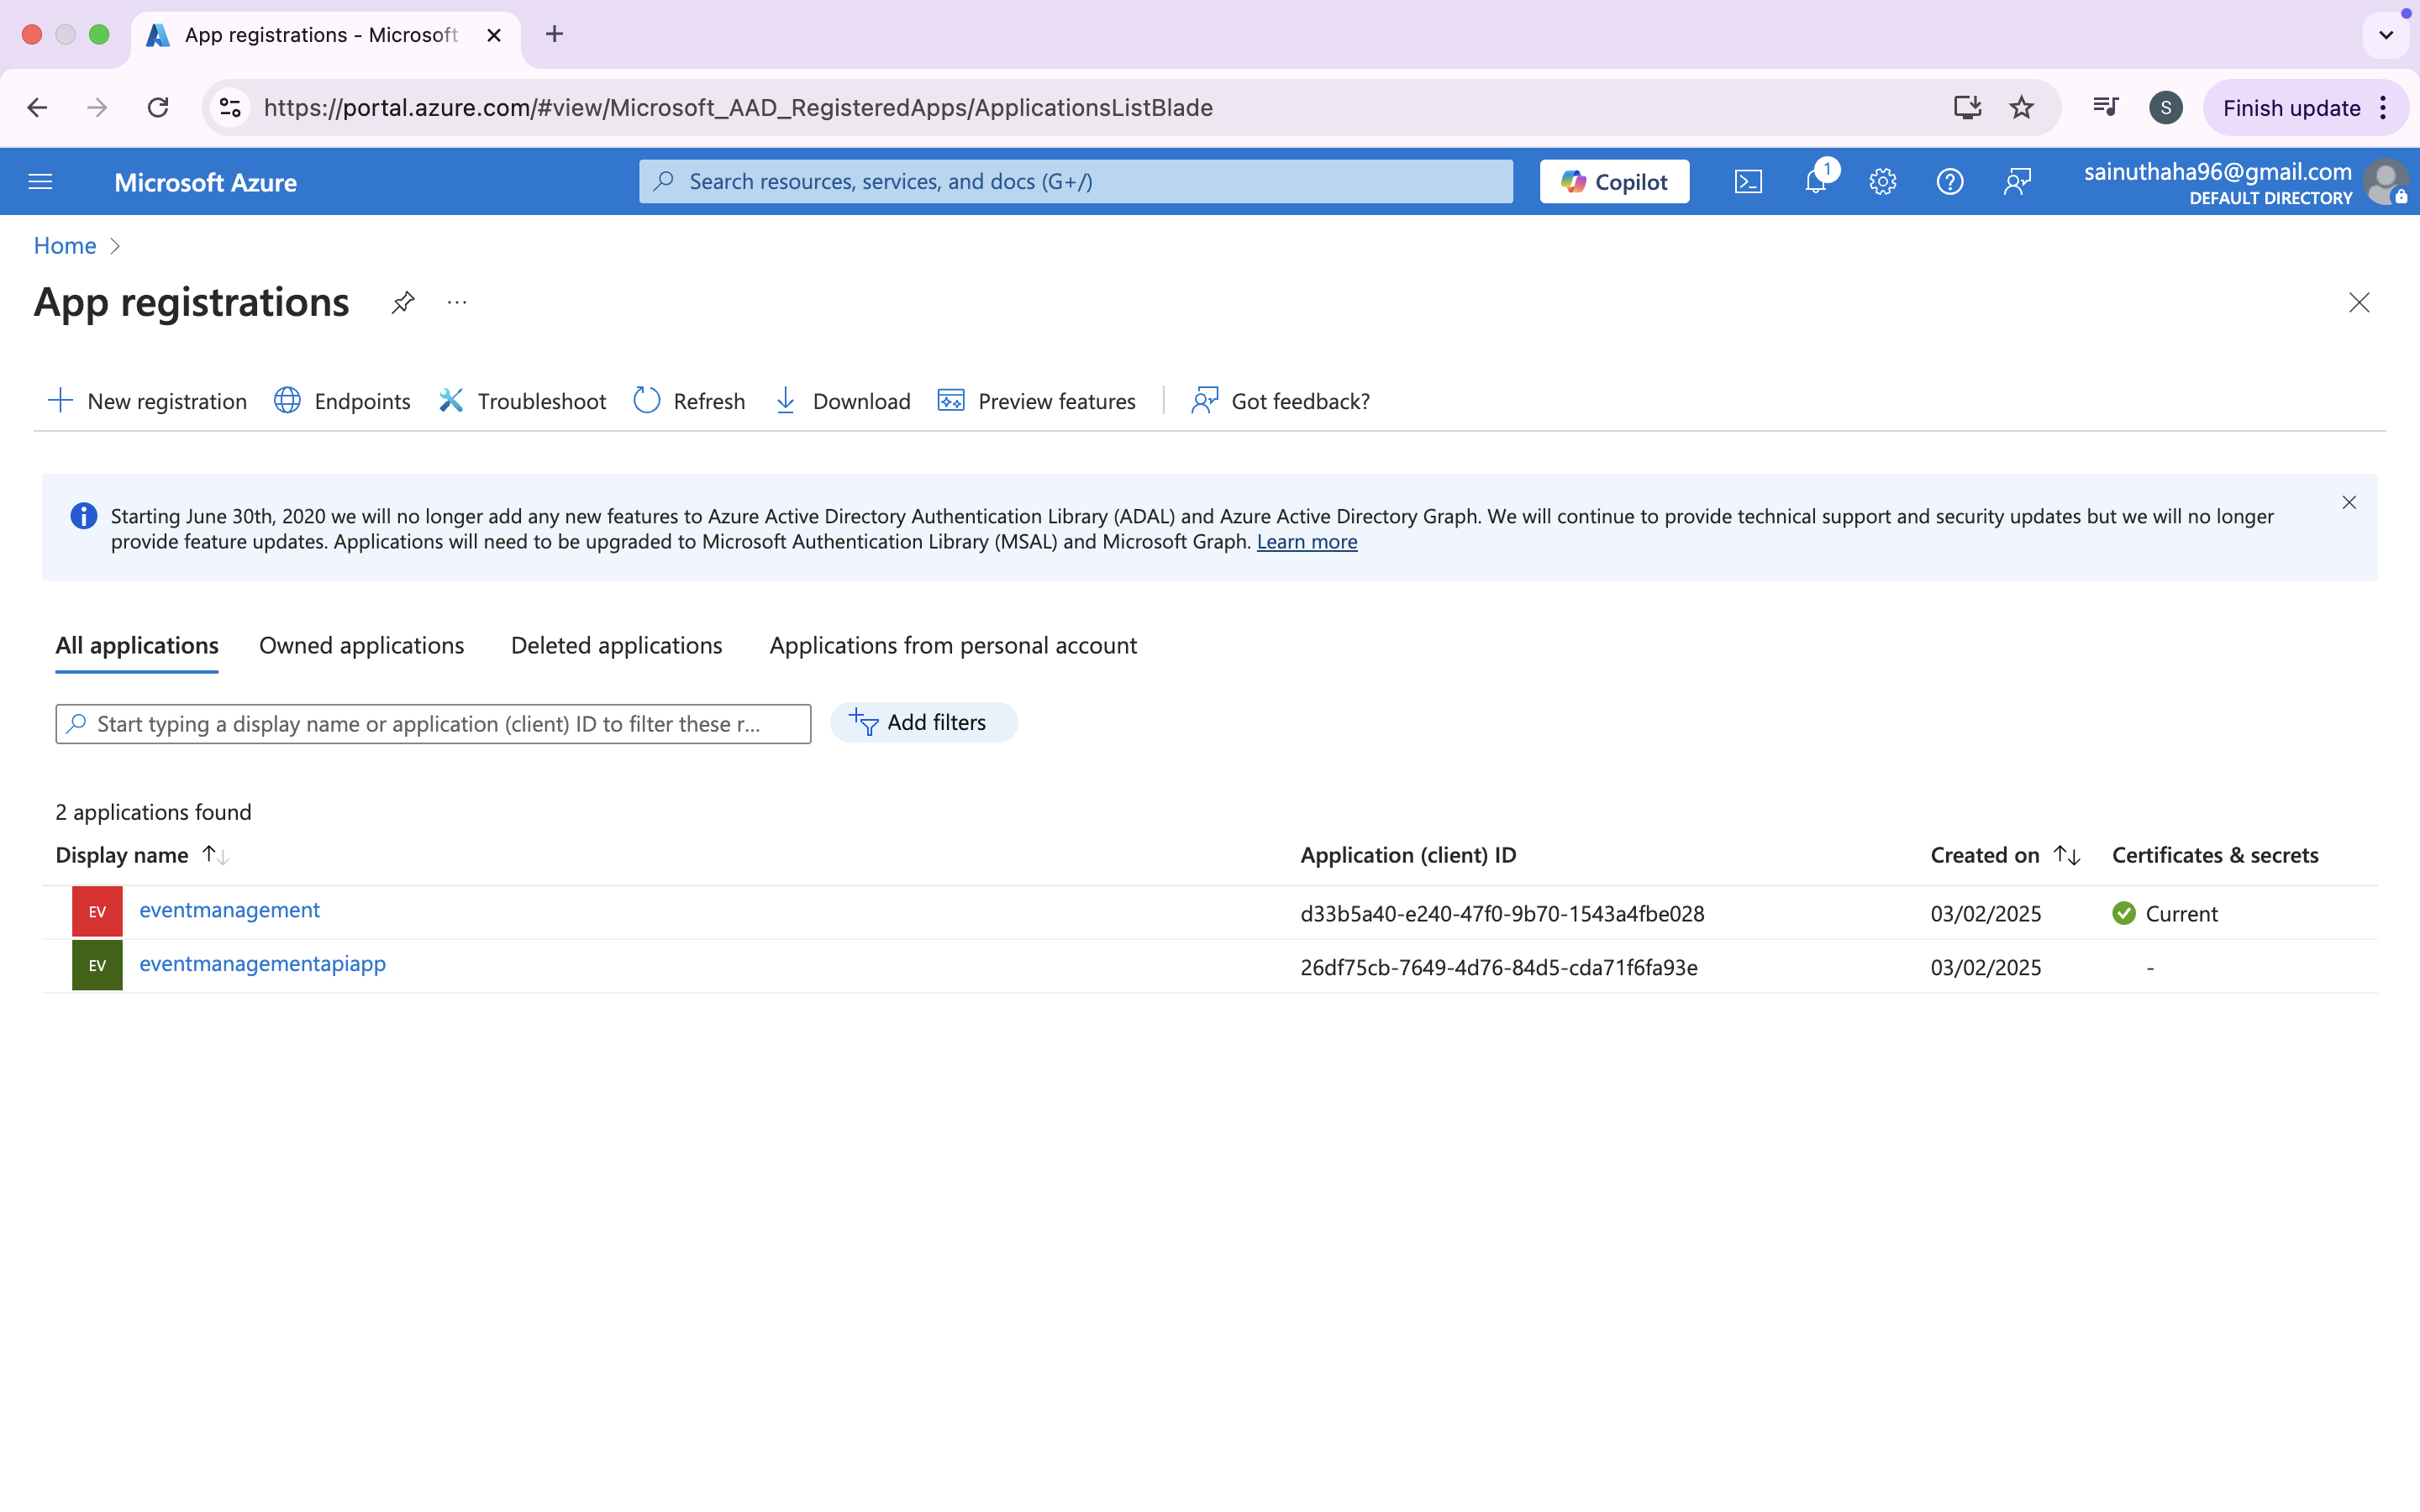 App registrations - Microsoft
https://portal.azure.com/#view/Microsoft_AAD_RegisteredApps/ApplicationsListBlade
S
Finish update
Microsoft Azure
Search resources, services, and docs (G+/)
Copilot
1
sainuthaha96@gmail.com
DEFAULT DIRECTORY
Home
App registrations
New registration
Endpoints
Troubleshoot
Refresh
Download
Preview features
Got feedback?
Starting June 30th, 2020 we will no longer add any new features to Azure Active Directory Authentication Library (ADAL) and Azure Active Directory Graph. We will continue to provide technical support and security updates but we will no longer
provide feature updates. Applications will need to be upgraded to Microsoft Authentication Library (MSAL) and Microsoft Graph. Learn more
All applications
Owned applications
Deleted applications
Applications from personal account
Start typing a display name or application (client) ID to filter these r...
Add filters
2 applications found
Display name
Application (client) ID
Created on
Certificates & secrets
EV
eventmanagement
d33b5a40-e240-47f0-9b70-1543a4fbe028
03/02/2025
Current
EV
eventmanagementapiapp
26df75cb-7649-4d76-84d5-cda71f6fa93e
03/02/2025
-